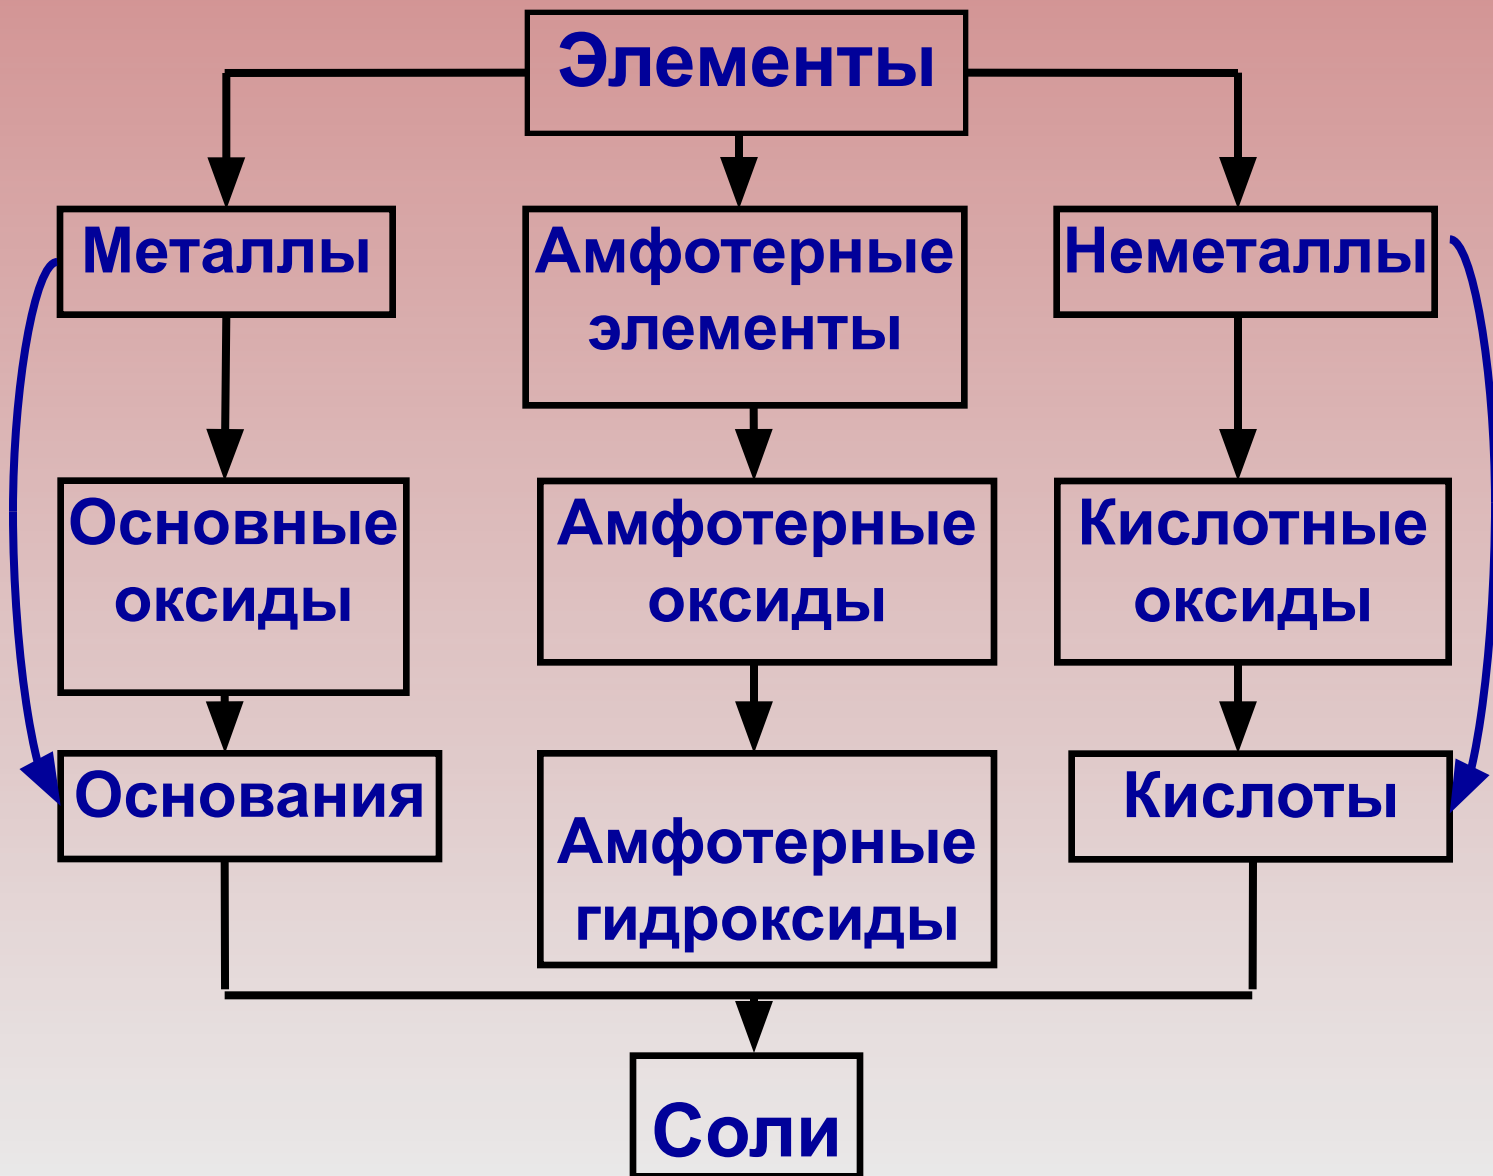 Элементы
Металлы
Амфотерные
элементы
Неметаллы
Основные
оксиды
Амфотерные
оксиды
Кислотные
оксиды
Основания
Амфотерные
гидроксиды
Кислоты
Соли